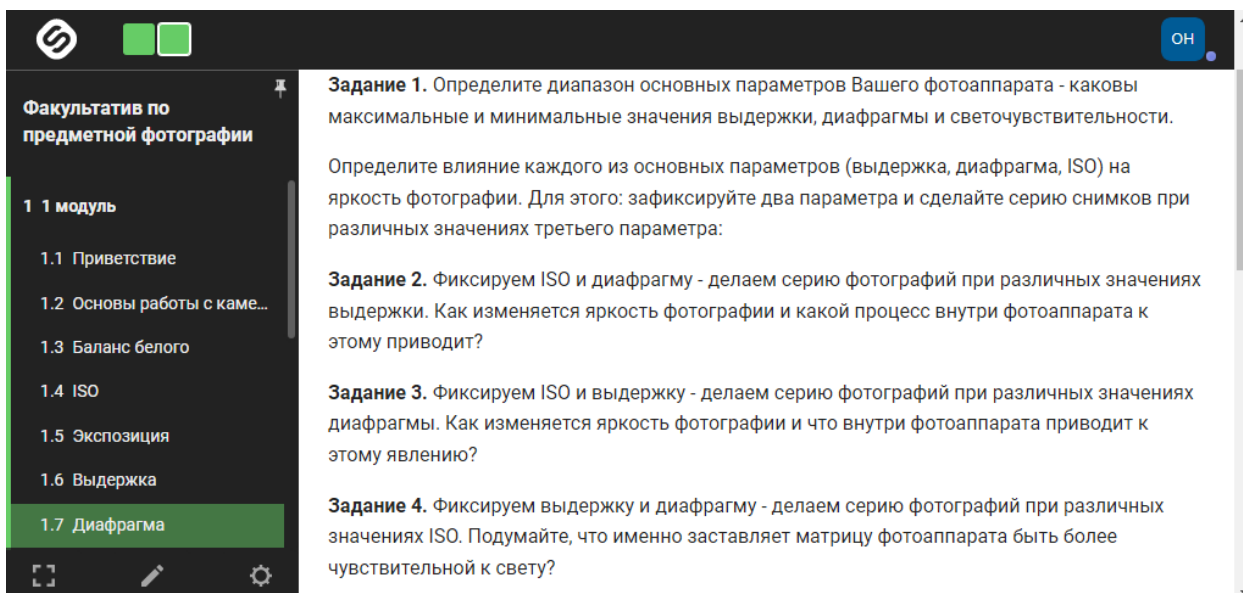 ОН
Факультатив по
предметной фотографии
1 1 модуль
1.1 Приветствие
1.2 Основы работы с каме...
1.3 Баланс белого
1.4 ISO
1.5 Экспозиция
1.6 Выдержка
1.7 Диафрагма
Задание 1. Определите диапазон основных параметров Вашего фотоаппарата - каковы
максимальные и минимальные значения выдержки, диафрагмы и светочувствительности.
Определите влияние каждого из основных параметров (выдержка, диафрагма, ISO) на
яркость фотографии. Для этого: зафиксируйте два параметра и сделайте серию снимков при
различных значениях третьего параметра:
Задание 2. Фиксируем ISO и диафрагму - делаем серию фотографий при различных значениях
выдержки. Как изменяется яркость фотографии и какой процесс внутри фотоаппарата к
этому приводит?
Задание 3. Фиксируем ISO и выдержку - делаем серию фотографий при различных значениях
диафрагмы. Как изменяется яркость фотографии и что внутри фотоаппарата приводит к
этому явлению?
Задание 4. Фиксируем выдержку и диафрагму - делаем серию фотографий при различных
значениях ISO. Подумайте, что именно заставляет матрицу фотоаппарата быть более
чувствительной к свету?